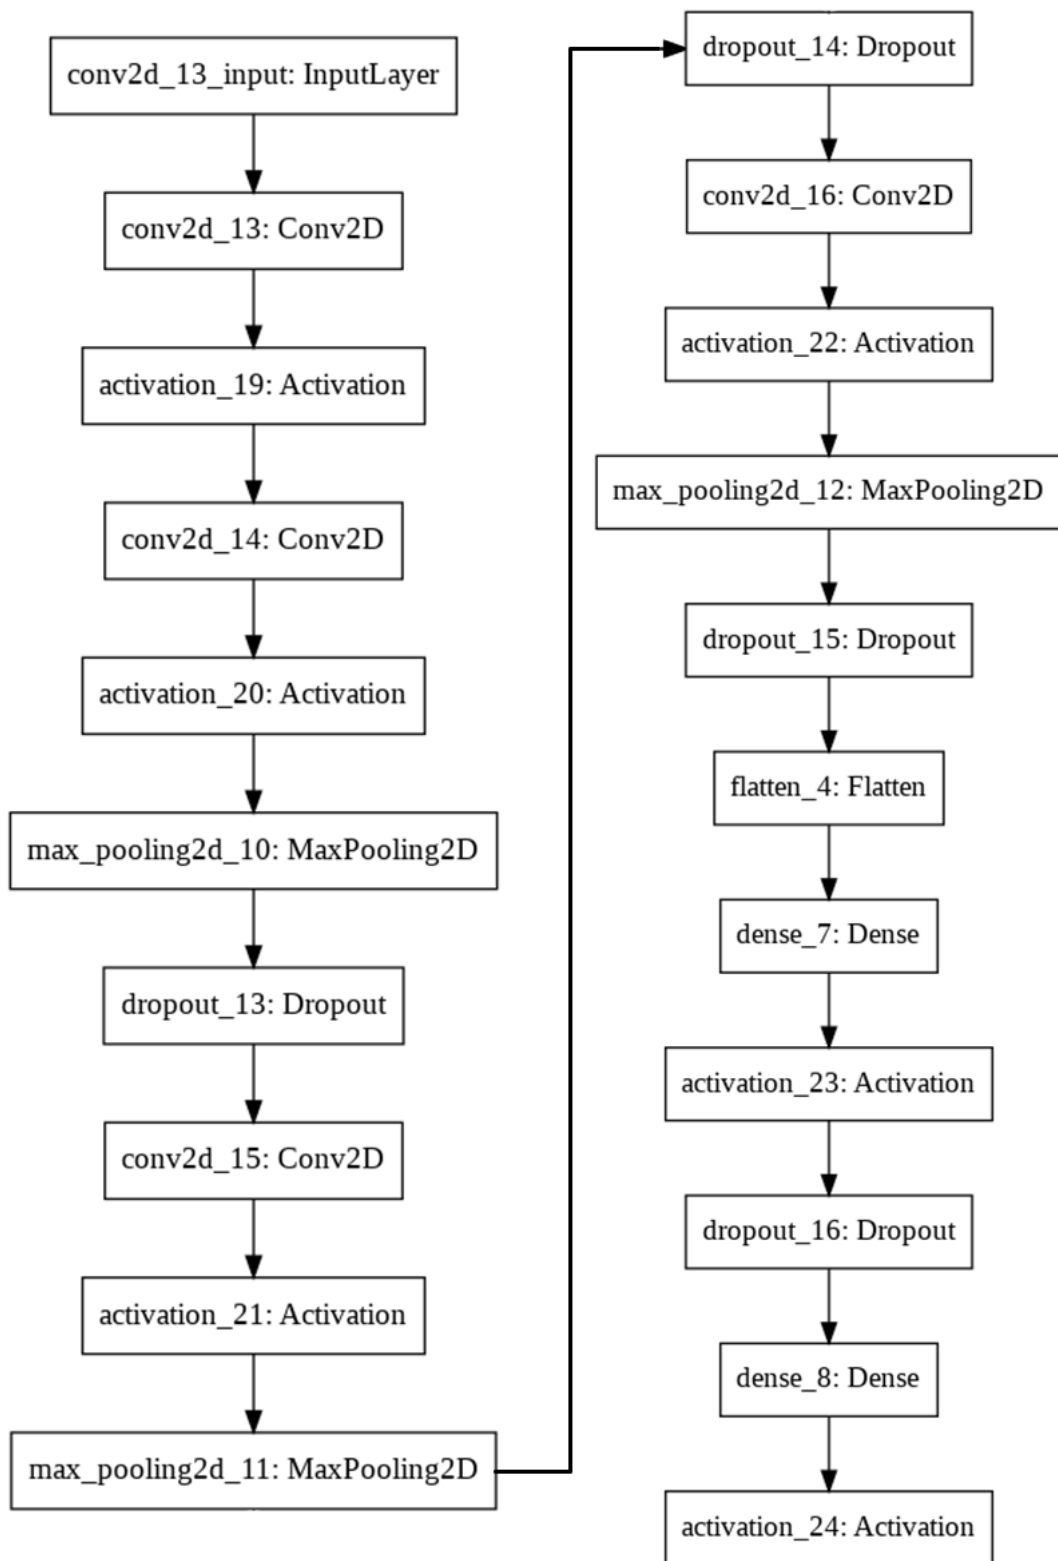 conv2d_13_input: InputLayer
conv2d_13: Conv2D
activation_19: Activation
conv2d_14: Conv2D
activation_20: Activation
max_pooling2d_10: MaxPooling2D
dropout_13: Dropout
conv2d_15: Conv2D
activation_21: Activation
max_pooling2d_11: MaxPooling2D
dropout_14: Dropout
conv2d_16: Conv2D
activation_22: Activation
max_pooling2d_12: MaxPooling2D
dropout_15: Dropout
flatten_4: Flatten
dense_7: Dense
activation_23: Activation
dropout_16: Dropout
dense_8: Dense
activation_24: Activation